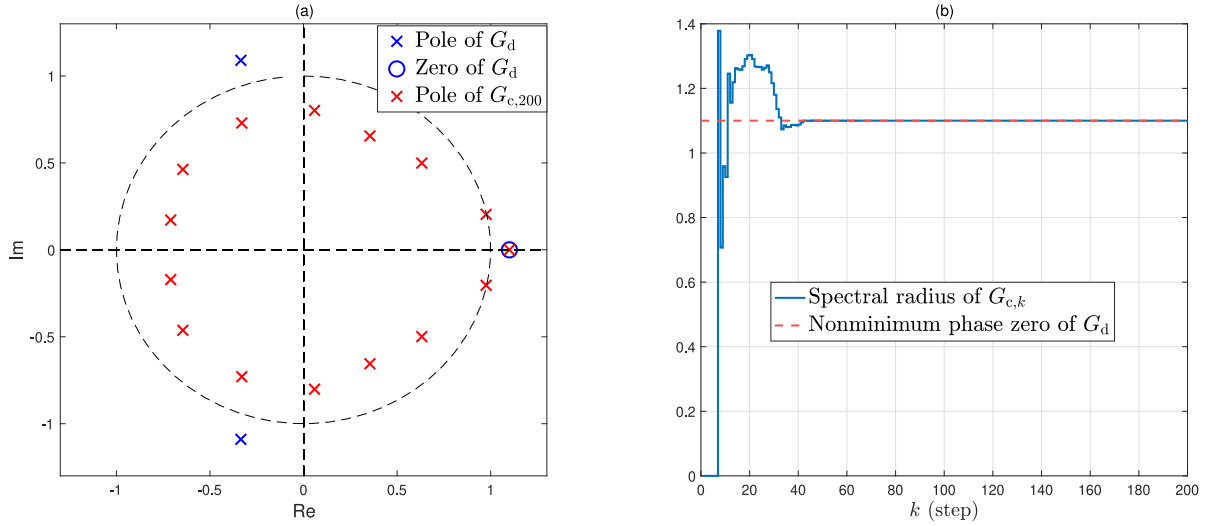 (a)
Pole of G_d
Zero of G_d
Pole of G_{c,200}
1
0.5
0
-0.5
-1
Im
-1 -0.5 0 0.5 1
Re
(b)
1.4
1.2
1
0.8
0.6
0.4
0.2
0
Spectral radius of G_{c,k}
Nonminimum phase zero of G_d
0 20 40 60 80 100 120 140 160 180 200
k (step)